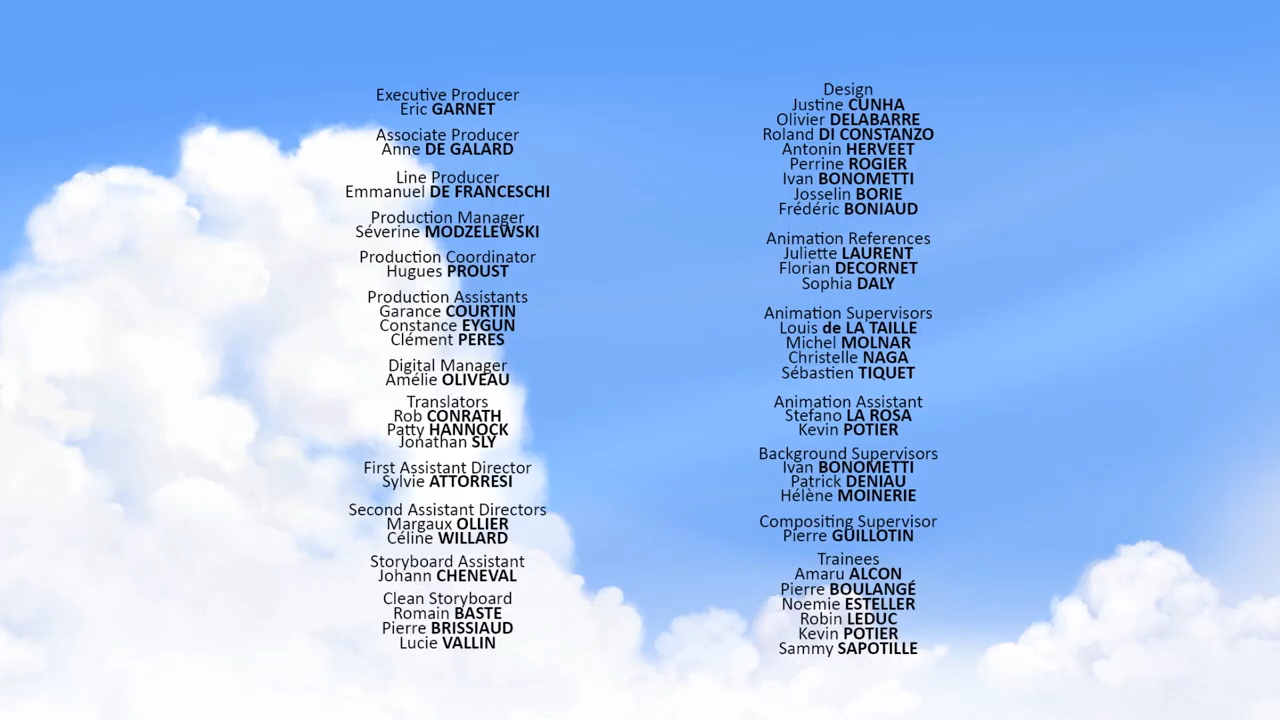 Executive Producer
Eric GARNET
Associate Producer
Anne DE GALARD
Line Producer
Emmanuel DE FRANCESCHI
Production Manager
Séverine MODZELEWSKI
Production Coordinator
Hugues PROUST
Production Assistants
Garance COURTIN
Constance EYGUN
Clément PERES
Digital Manager
Amélie OLIVEAU
Translators
Rob CONRATH
Patty HANNOCK
Jonathan SLY
First Assistant Director
Sylvie ATTORRESI
Second Assistant Directors
Margaux OLLIER
Céline WILLARD
Storyboard Assistant
Johann CHENEVAL
Clean Storyboard
Romain BASTE
Pierre BRISSIAUD
Lucie VALLIN
Design
Justine CUNHA
Olivier DELABARRE
Roland DI CONSTANZO
Antonin HERVEET
Perrine ROGIER
Ivan BONOMETTI
Josselin BORIE
Frédéric BONIAUD
Animation References
Juliette LAURENT
Florian DECORNET
Sophia DALY
Animation Supervisors
Louis de LA TAILLE
Michel MOLNAR
Christelle NAGA
Sébastien TIQUET
Animation Assistant
Stefano LA ROSA
Kevin POTIER
Background Supervisors
Ivan BONOMETTI
Patrick DENIAU
Hélène MOINERIE
Compositing Supervisor
Pierre GUILLOTIN
Trainees
Amaru ALCON
Pierre BOULANGÉ
Noemie ESTELLER
Robin LEDUC
Kevin POTIER
Sammy SAPOTILLE